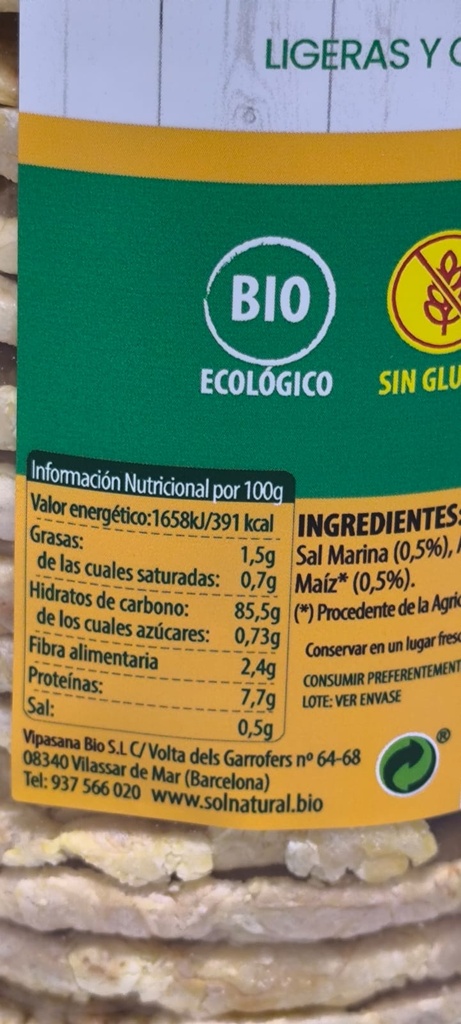 LIGERAS Y
BIO
ECOLÓGICO
SIN GLU
Información Nutricional por 100g
Valor energético:1658kJ/391 kcal
Grasas: 1,5g
de las cuales saturadas: 0,7g
Hidratos de carbono: 85,5g
de los cuales azúcares: 0,73g
Fibra alimentaria 2,4g
Proteínas: 7,7g
Sal: 0,5g
INGREDIENTES:
Sal Marina (0,5%),
Maíz* (0,5%).
(*) Procedente de la Agric
Conservar en un lugar fresc
CONSUMIR PREFERENTEMENT
LOTE: VER ENVASE
Vipasana Bio S.L C/ Volta dels Garrofers nº 64-68
08340 Vilassar de Mar (Barcelona)
Tel: 937 566 020 www.solnatural.bio
®